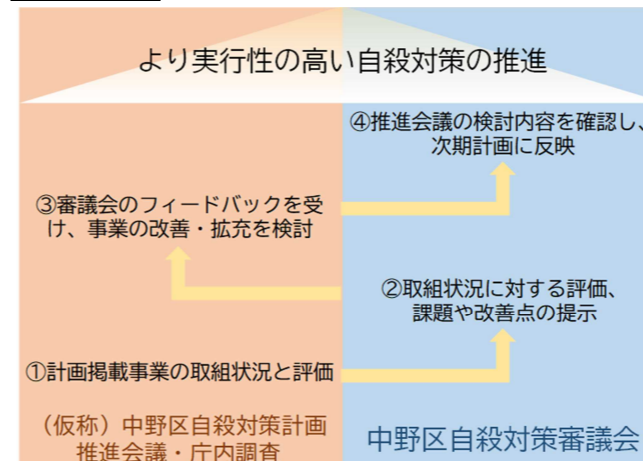 より実行性の高い自殺対策の推進
④推進会議の検討内容を確認し、
次期計画に反映
③審議会のフィードバックを受
け、事業の改善・拡充を検討
②取組状況に対する評価、
課題や改善点の提示
①計画掲載事業の取組状況と評価
（仮称）中野区自殺対策計画
推進会議・庁内調査
中野区自殺対策審議会